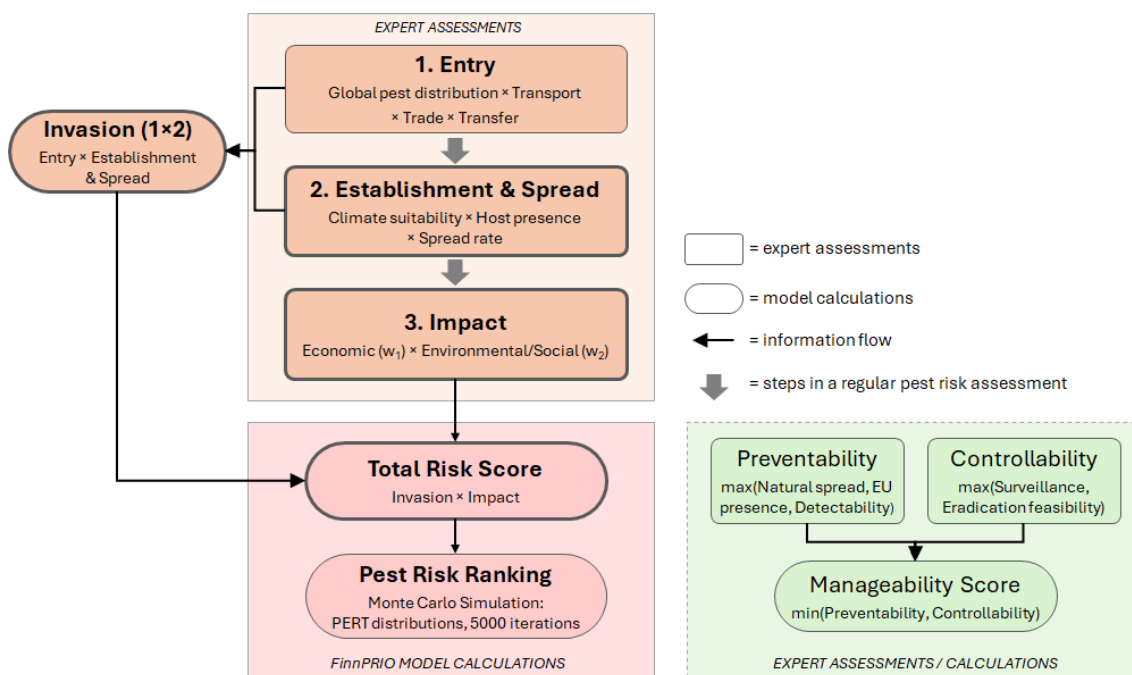 EXPERT ASSESSMENTS
1. Entry
Global pest distribution × Transport
× Trade × Transfer
Invasion (1×2)
Entry × Establishment
& Spread
2. Establishment & Spread
Climate suitability × Host presence
× Spread rate
3. Impact
Economic (w₁) × Environmental/Social (w₂)
= expert assessments
= model calculations
= information flow
= steps in a regular pest risk assessment
Total Risk Score
Invasion × Impact
Pest Risk Ranking
Monte Carlo Simulation:
PERT distributions, 5000 iterations
FinnPRIO MODEL CALCULATIONS
Preventability
max(Natural spread, EU
presence, Detectability)
Controllability
max(Surveillance,
Eradication feasibility)
Manageability Score
min(Preventability, Controllability)
EXPERT ASSESSMENTS / CALCULATIONS